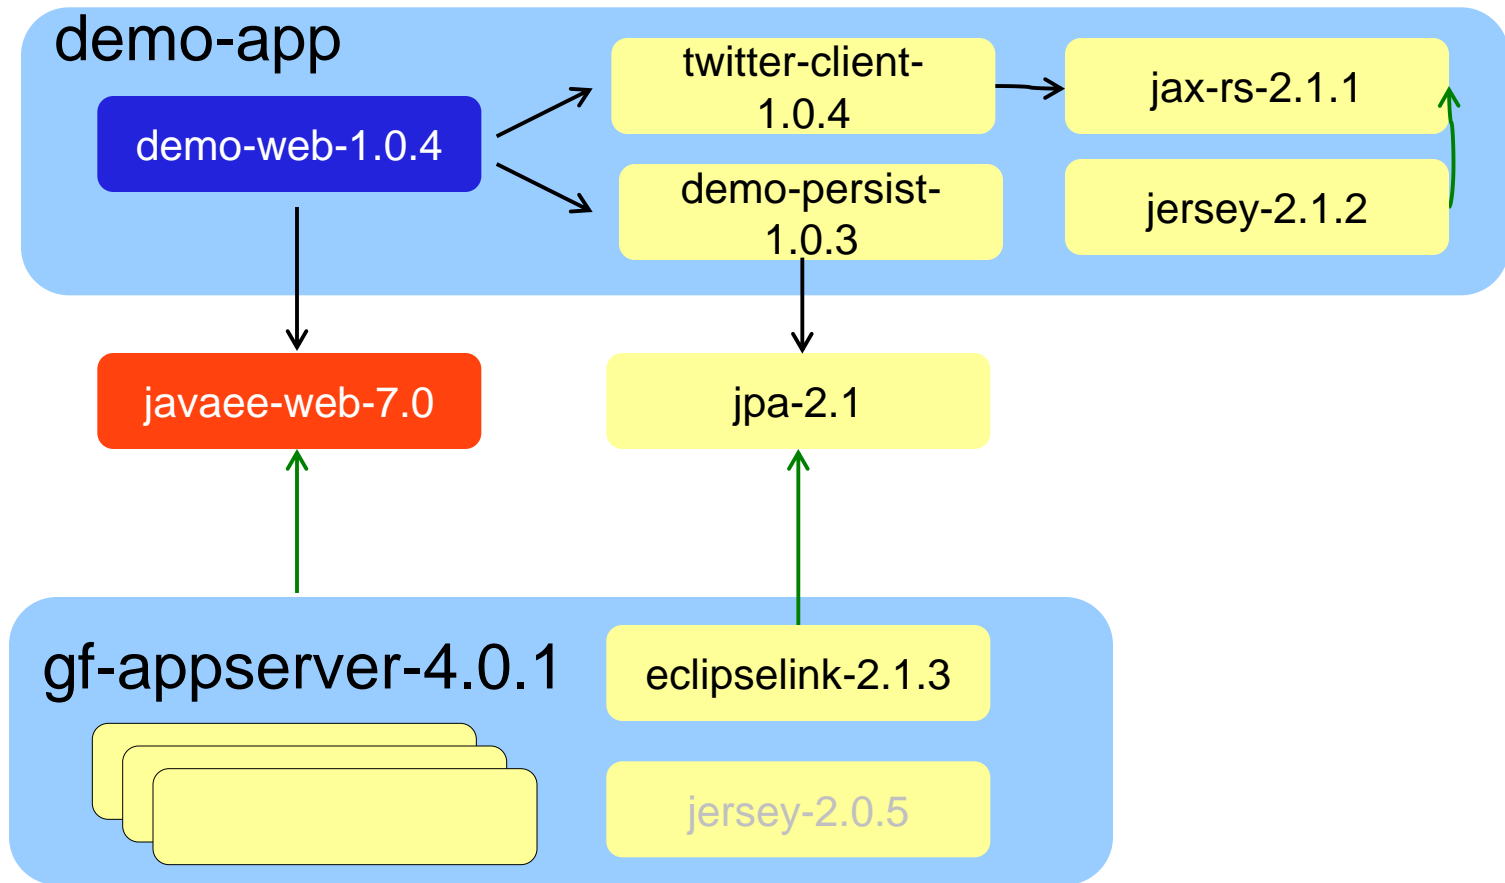 demo-app
demo-web-1.0.4
twitter-client-
1.0.4
jax-rs-2.1.1
demo-persist-
1.0.3
jersey-2.1.2
javaee-web-7.0
jpa-2.1
gf-appserver-4.0.1
eclipselink-2.1.3
jersey-2.0.5